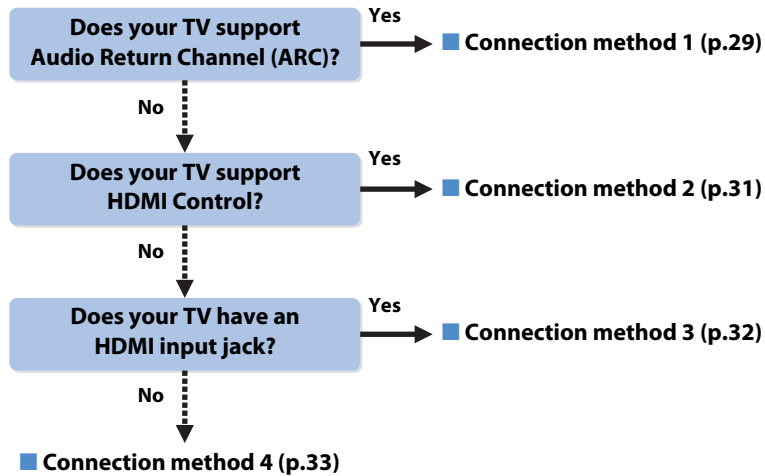 Does your TV support
Audio Return Channel (ARC)?
Yes
Connection method 1 (p.29)
No
Does your TV support
HDMI Control?
Yes
Connection method 2 (p.31)
No
Does your TV have an
HDMI input jack?
Yes
Connection method 3 (p.32)
No
Connection method 4 (p.33)